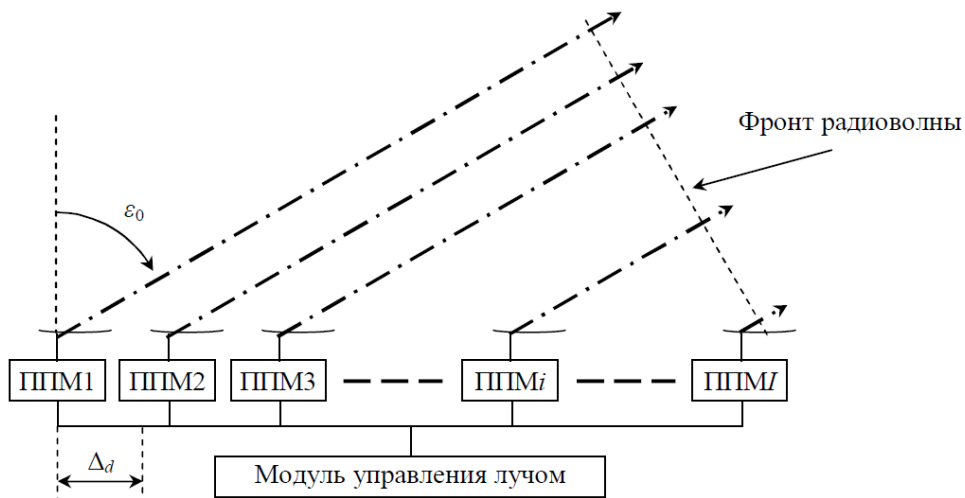 Фронт радиоволны
ε0
ППМ1 ППМ2 ППМ3 ППМi ППМI
Δd
Модуль управления лучом